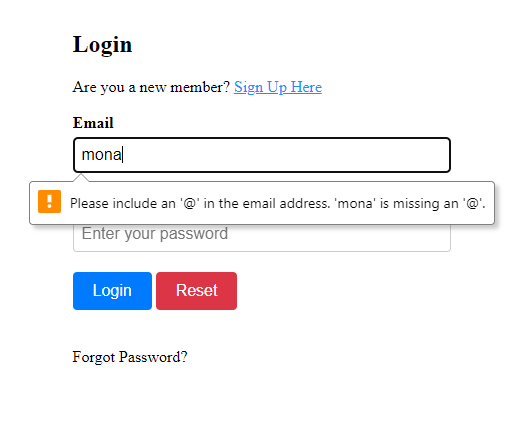 Login
Are you a new member? Sign Up Here
Email
mona
Please include an '@' in the email address. 'mona' is missing an '@'.
Enter your password
Login Reset
Forgot Password?